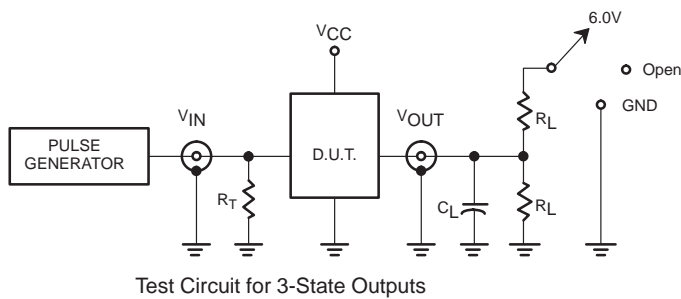 6.0V
VCC
Open
VIN
VOUT
RL
GND
PULSE
GENERATOR
D.U.T.
RT
CL
RL
Test Circuit for 3-State Outputs